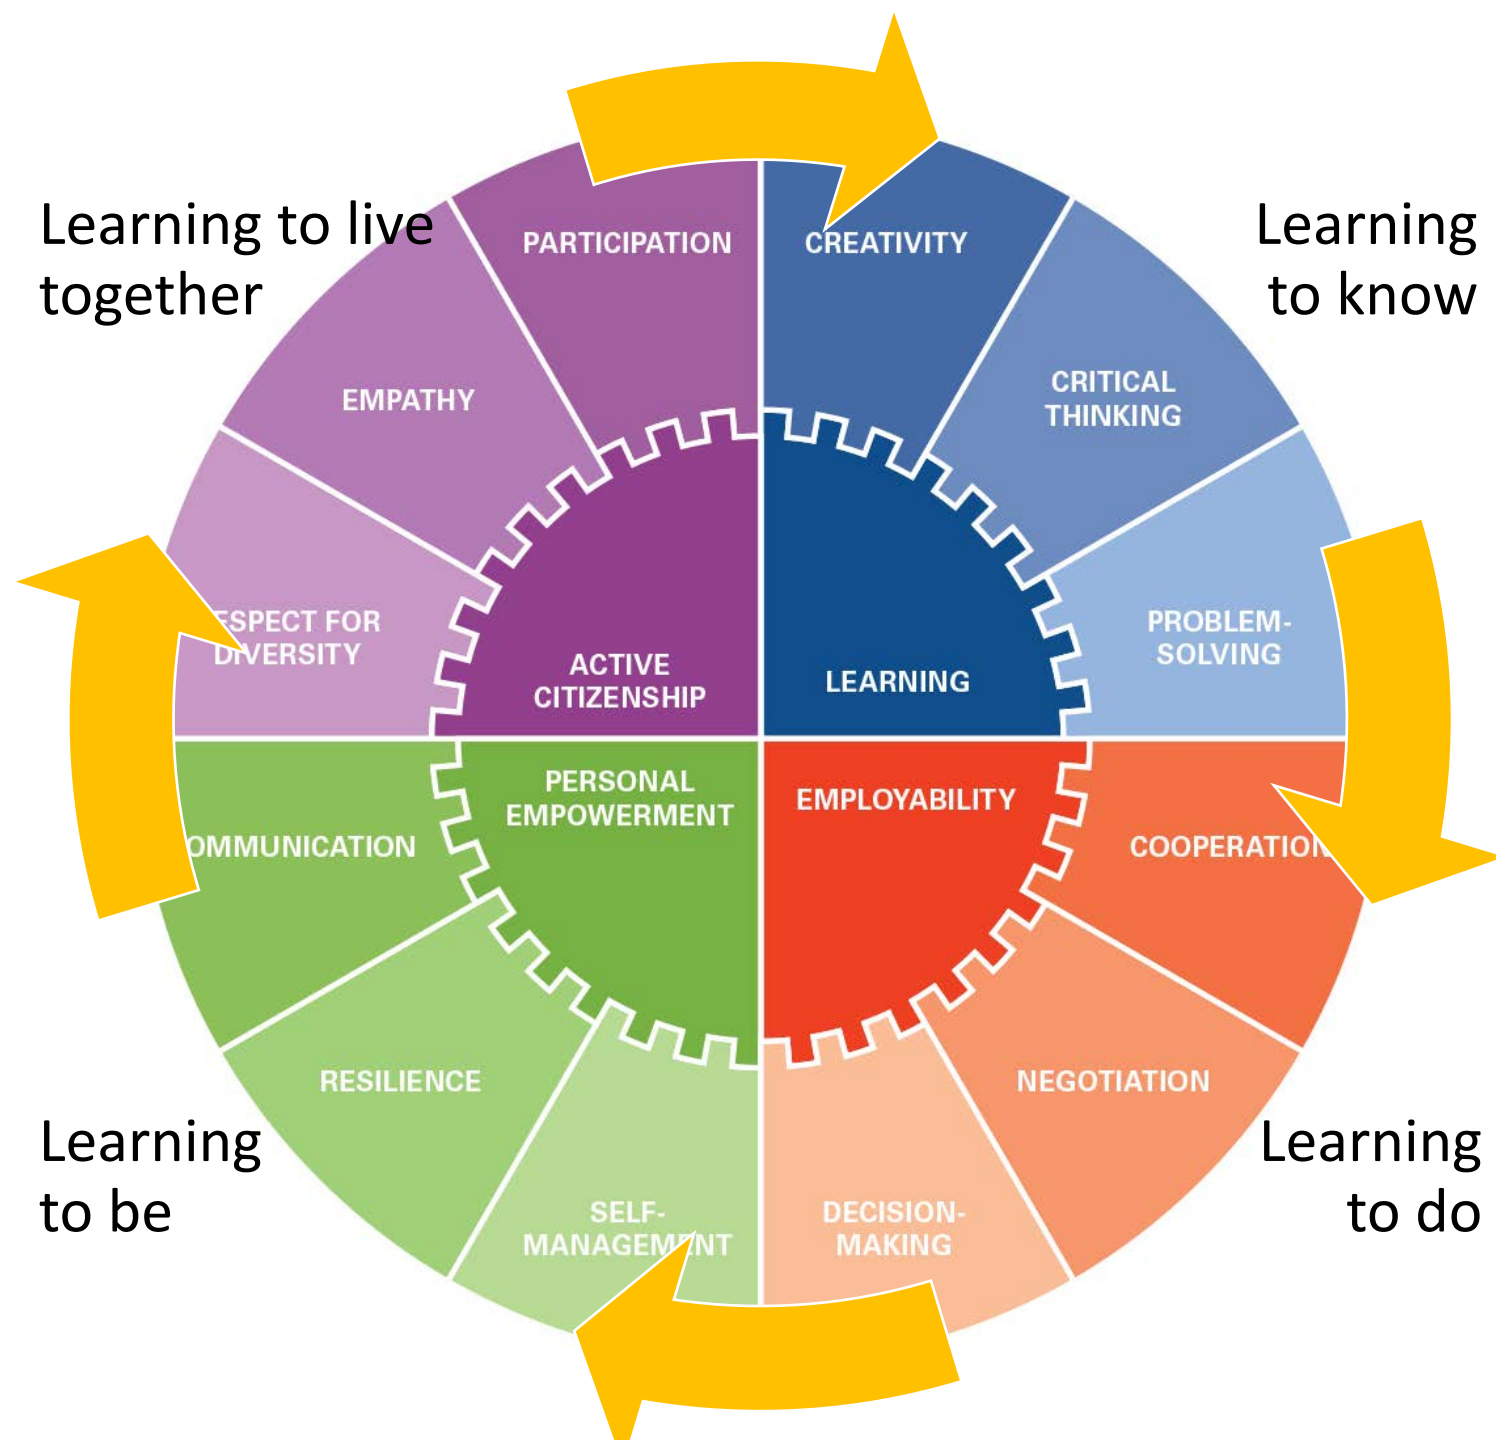 Learning to live
together
Learning
to know
PARTICIPATION
CREATIVITY
EMPATHY
CRITICAL
THINKING
ESPECT FOR
DIVERSITY
PROBLEM-
SOLVING
ACTIVE
CITIZENSHIP
LEARNING
PERSONAL
EMPOWERMENT
EMPLOYABILITY
OMMUNICATION
COOPERATION
RESILIENCE
NEGOTIATION
SELF-
MANAGEMENT
DECISION-
MAKING
Learning
to be
Learning
to do